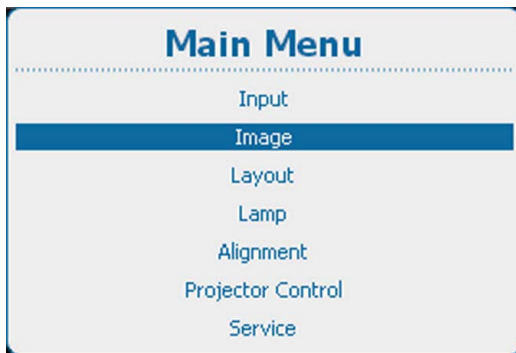 Main Menu
Input
Image
Layout
Lamp
Alignment
Projector Control
Service